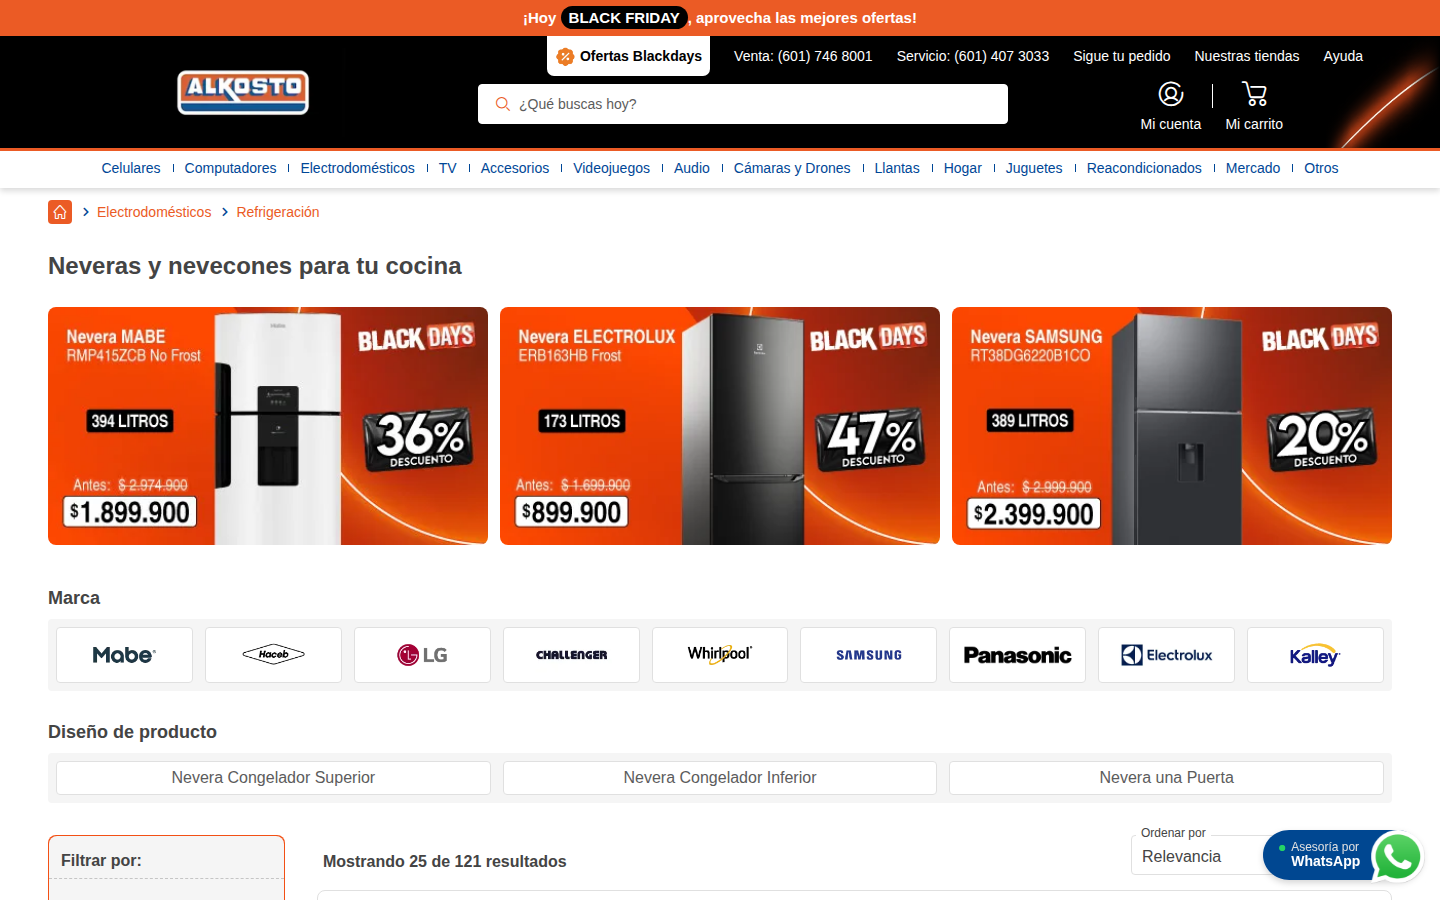 ¡Hoy BLACK FRIDAY, aprovecha las mejores ofertas!
Ofertas Blackdays
Venta: (601) 746 8001
Servicio: (601) 407 3033
Sigue tu pedido
Nuestras tiendas
Ayuda
ALKOSTO
¿Qué buscas hoy?
Mi cuenta
Mi carrito
Celulares
Computadores
Electrodomésticos
TV
Accesorios
Videojuegos
Audio
Cámaras y Drones
Llantas
Hogar
Juguetes
Reacondicionados
Mercado
Otros
Electrodomésticos
Refrigeración
Neveras y nevecones para tu cocina
Nevera MABE
RMP415ZCB No Frost
BLACK DAYS
394 LITROS
36%
DESCUENTO
Antes: $ 2.974.900
$1.899.900
Nevera ELECTROLUX
ERB163HB Frost
BLACK DAYS
173 LITROS
47%
DESCUENTO
Antes: $ 1.699.900
$899.900
Nevera SAMSUNG
RT38DG6220B1CO
BLACK DAYS
389 LITROS
20%
DESCUENTO
Antes: $ 2.999.900
$2.399.900
Marca
Mabe
Haceb
LG
CHALLENGER
Whirlpool
SAMSUNG
Panasonic
Electrolux
Kalley
Diseño de producto
Nevera Congelador Superior
Nevera Congelador Inferior
Nevera una Puerta
Filtrar por:
Mostrando 25 de 121 resultados
Ordenar por
Relevancia
Asesoría por
WhatsApp